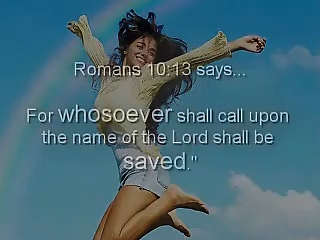 Romans 10:13 says...
For whosoever shall call upon
the name of the Lord shall be
saved."